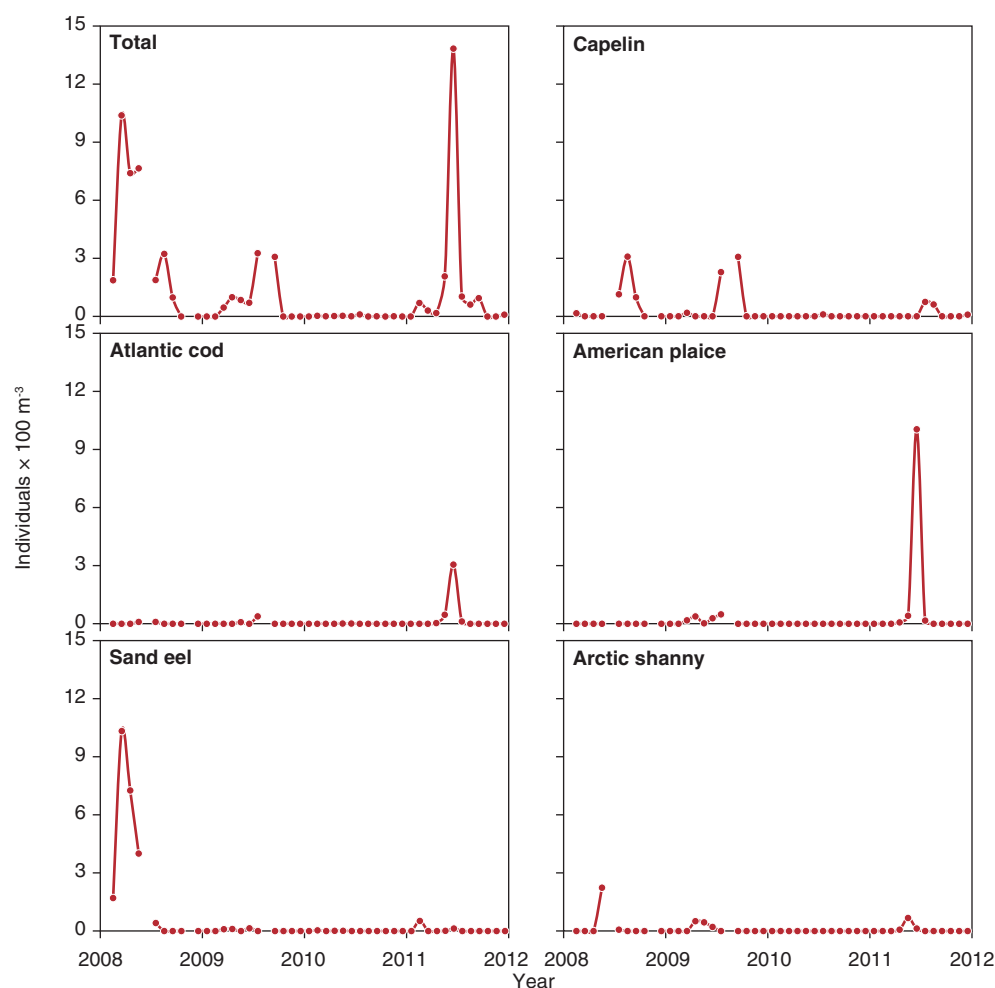 Total
Capelin
15
12
9
6
3
0
Atlantic cod
American plaice
15
12
9
6
3
0
Sand eel
Arctic shanny
15
12
9
6
3
0
Individuals × 100 m-3
2008 2009 2010 2011 2012
2008 2009 2010 2011 2012
Year